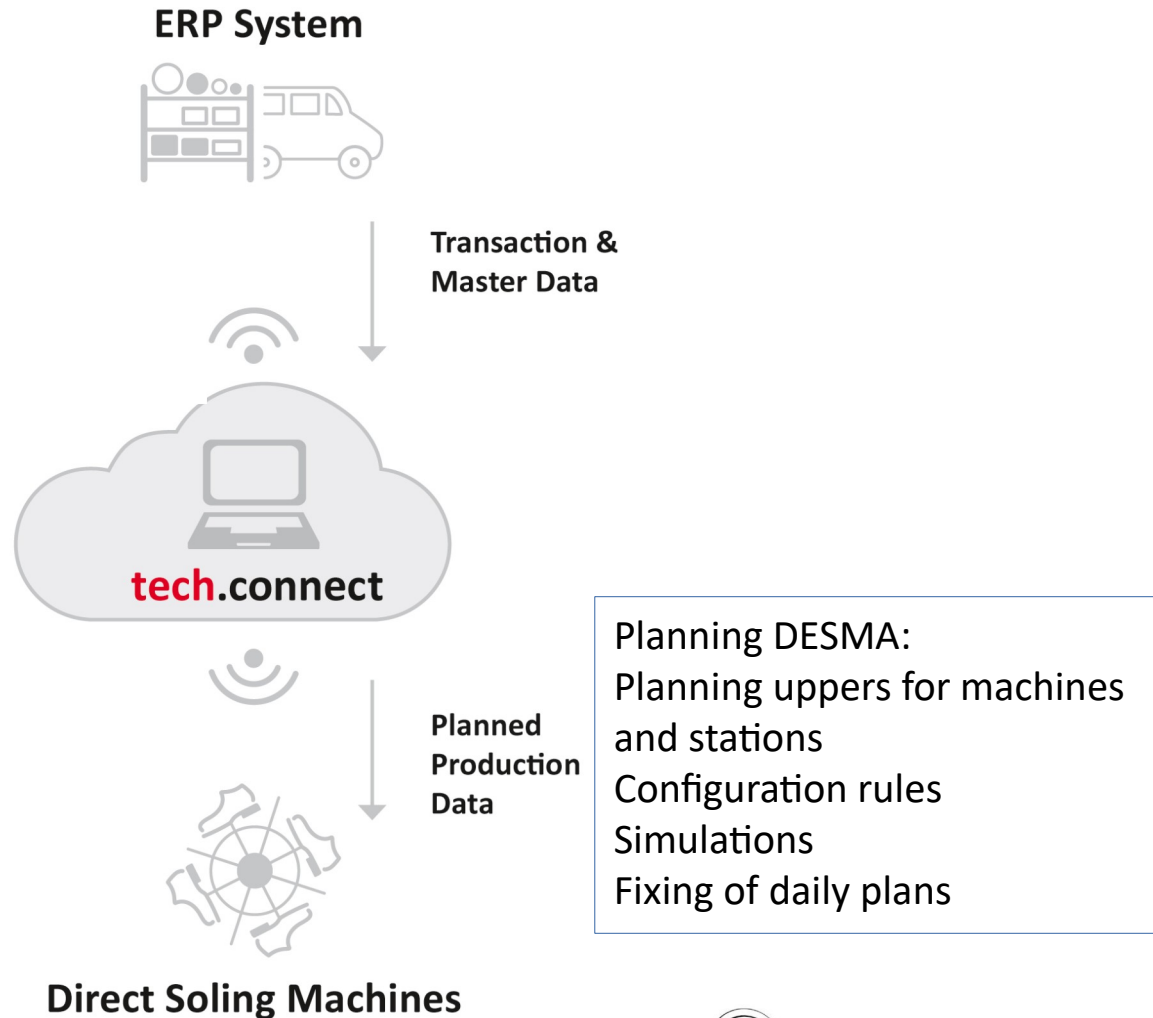 ERP System
Transaction &
Master Data
tech.connect
Planned
Production
Data
Planning DESMA:
Planning uppers for machines
and stations
Configuration rules
Simulations
Fixing of daily plans
Direct Soling Machines